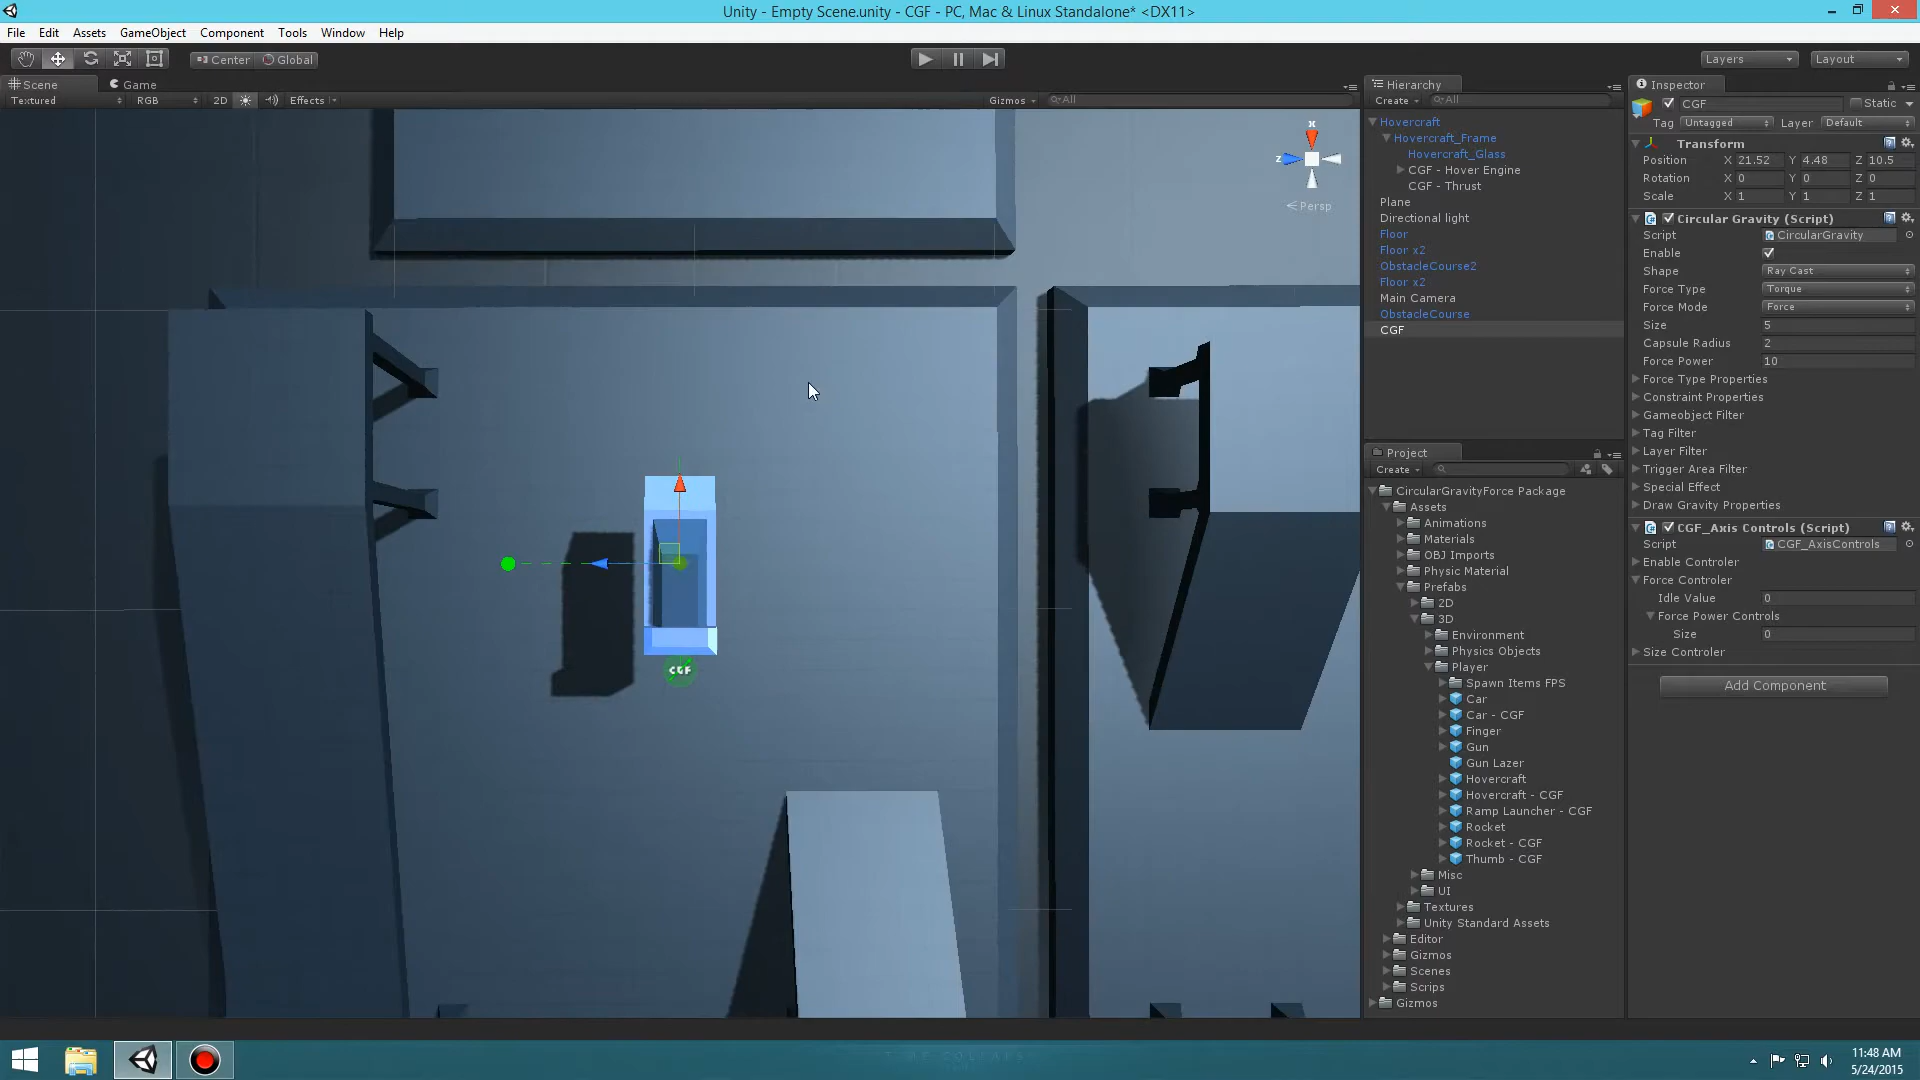 Unity - Empty Scene.unity - CGF - PC, Mac & Linux Standalone* <DX11>
File Edit Assets GameObject Component Tools Window Help
Center Global Layers Layout
Scene Game
Textured RGB 2D Effects Gizmos All
x
z
Persp
CGF
Hierarchy
Create All
Hovercraft
Hovercraft_Frame
Hovercraft_Glass
CGF - Hover Engine
CGF - Thrust
Plane
Directional light
Floor
Floor x2
ObstacleCourse2
Floor x2
Main Camera
ObstacleCourse
CGF
Project
Create
CircularGravityForce Package
Assets
Animations
Materials
OBJ Imports
Physic Material
Prefabs
2D
3D
Environment
Physics Objects
Player
Spawn Items FPS
Car
Car - CGF
Finger
Gun
Gun Lazer
Hovercraft
Hovercraft - CGF
Ramp Launcher - CGF
Rocket
Rocket - CGF
Thumb - CGF
Misc
UI
Textures
Unity Standard Assets
Editor
Gizmos
Scenes
Scrips
Gizmos
Inspector
CGF Static
Tag Untagged Layer Default
Transform
Position X 21.52 Y 4.48 Z 10.5
Rotation X 0 Y 0 Z 0
Scale X 1 Y 1 Z 1
Circular Gravity (Script)
Script CircularGravity
Enable
Shape Ray Cast
Force Type Torque
Force Mode Force
Size 5
Capsule Radius 2
Force Power 10
Force Type Properties
Constraint Properties
Gameobject Filter
Tag Filter
Layer Filter
Trigger Area Filter
Special Effect
Draw Gravity Properties
CGF_Axis Controls (Script)
Script CGF_AxisControls
Enable Controler
Force Controler
Idle Value 0
Force Power Controls
Size 0
Size Controler
Add Component
11:48 AM
5/24/2015